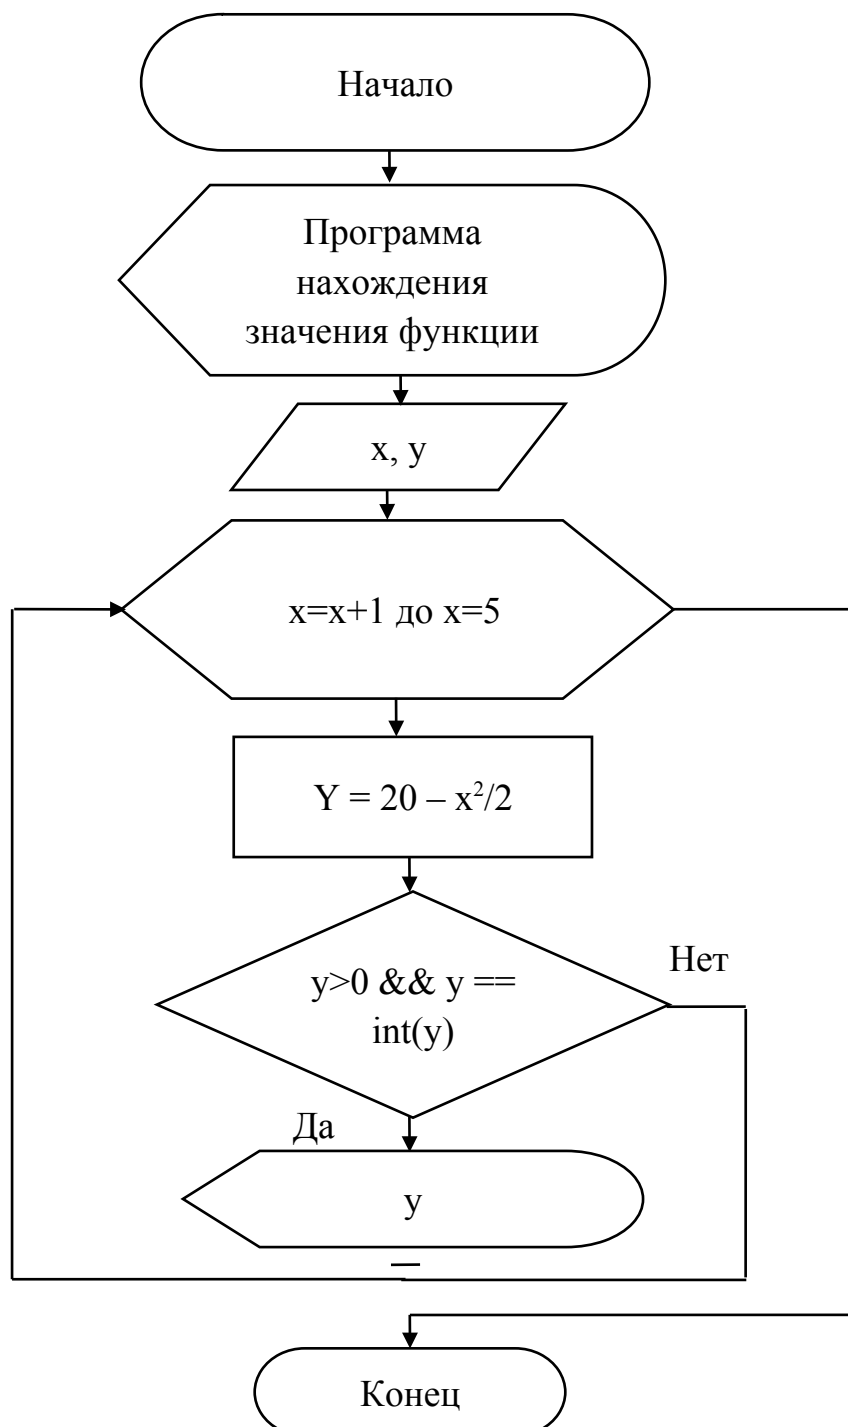 Начало
Программа
нахождения
значения функции
x, y
x=x+1 до x=5
Y = 20 – x²/2
y>0 && y ==
int(y)
Нет
Да
y
Конец